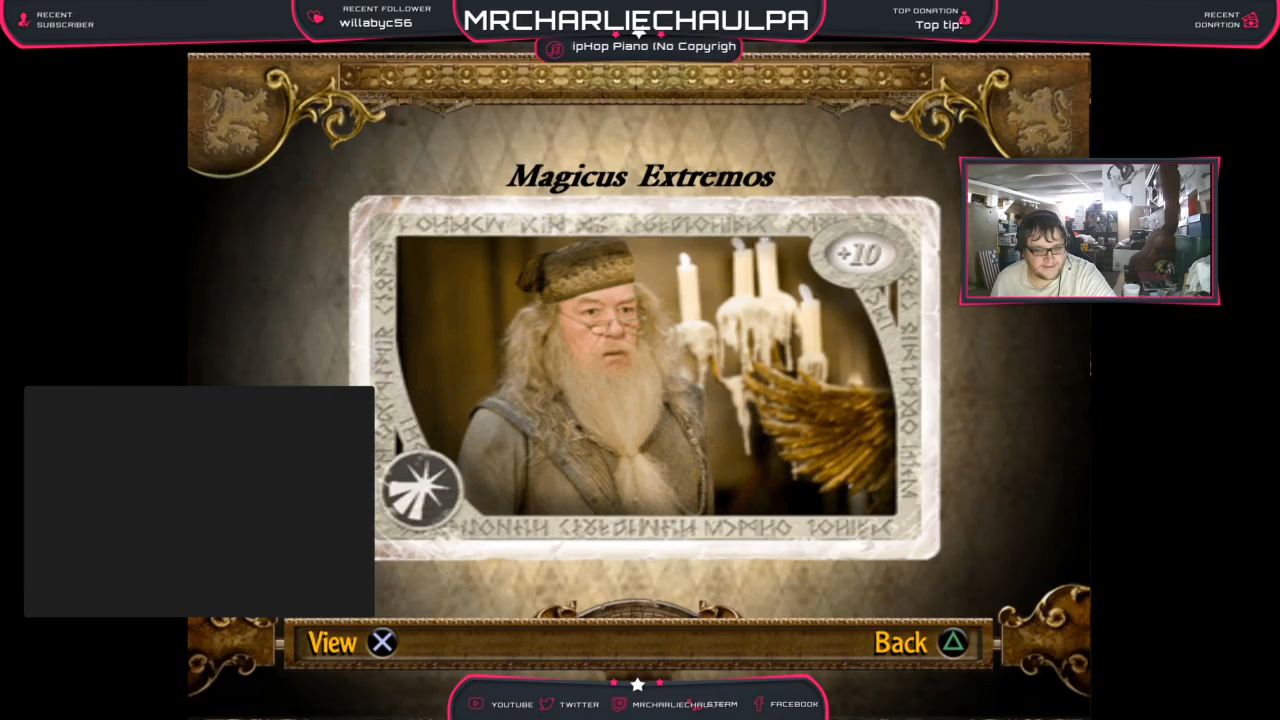 RECENT
SUBSCRIBER
RECENT FOLLOWER
willabyc56
MRCHARLIECHAULPA
ipHop Piano (No Copyrigh
TOP DONATION
Top tip:
RECENT
DONATION
Magicus Extremos
+10
View
Back
YOUTUBE
TWITTER
FACEBOOK